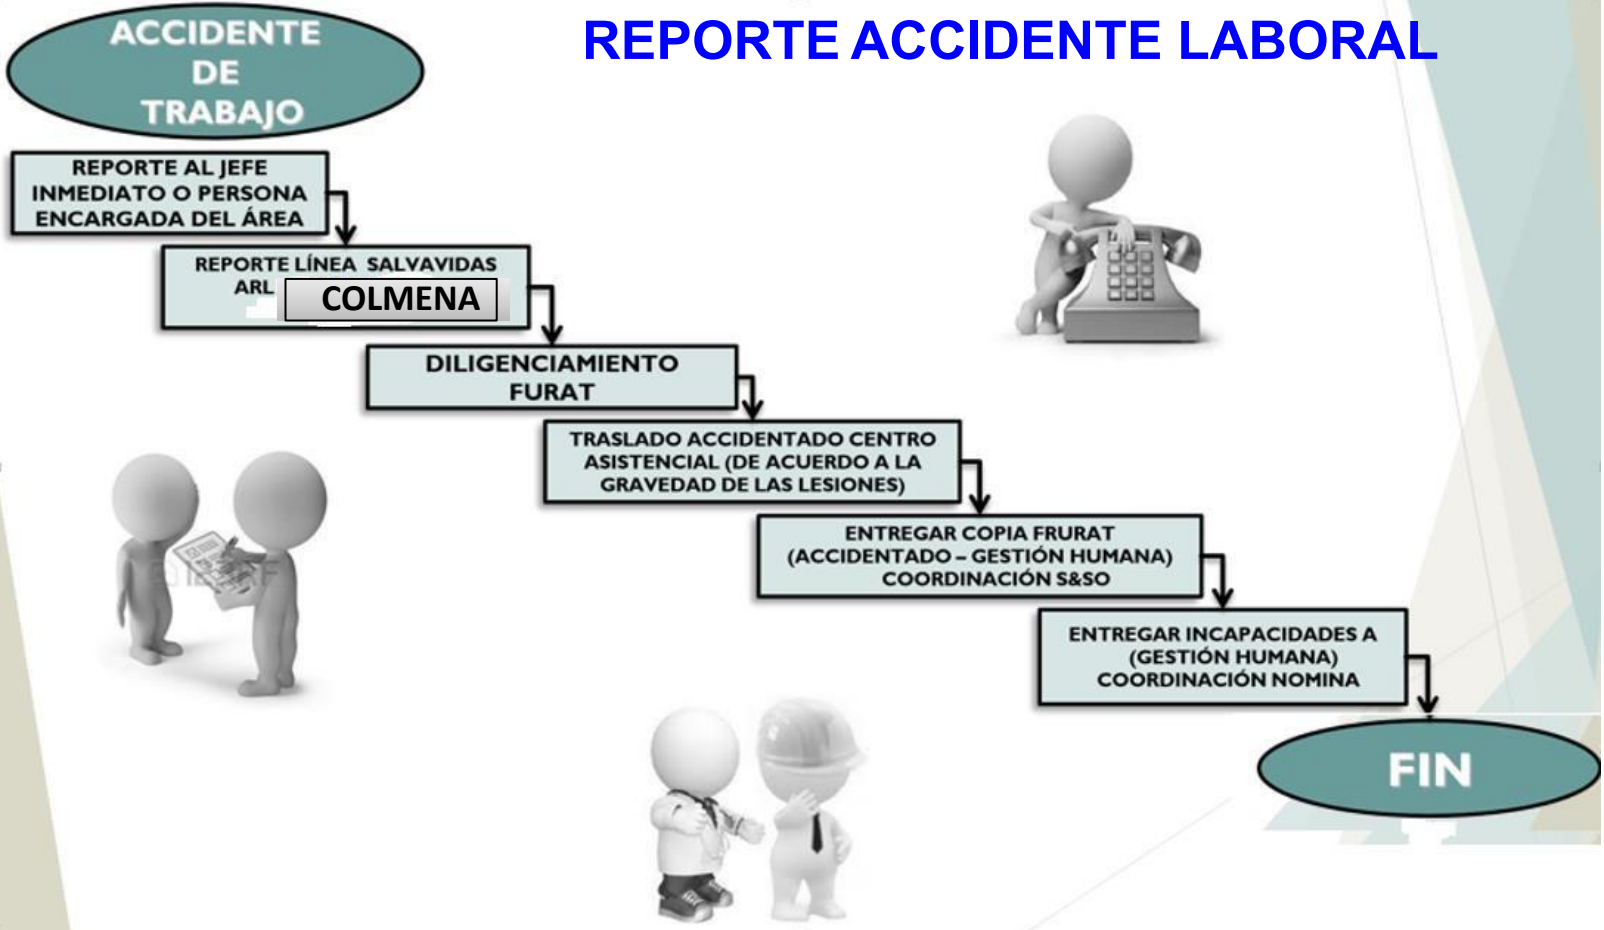 ACCIDENTE
DE
TRABAJO
REPORTE ACCIDENTE LABORAL
REPORTE AL JEFE
INMEDIATO O PERSONA
ENCARGADA DEL ÁREA
REPORTE LÍNEA SALVAVIDAS
ARL
COLMENA
DILIGENCIAMIENTO
FURAT
TRASLADO ACCIDENTADO CENTRO
ASISTENCIAL (DE ACUERDO A LA
GRAVEDAD DE LAS LESIONES)
ENTREGAR COPIA FRURAT
(ACCIDENTADO – GESTIÓN HUMANA)
COORDINACIÓN S&SO
ENTREGAR INCAPACIDADES A
(GESTIÓN HUMANA)
COORDINACIÓN NOMINA
FIN